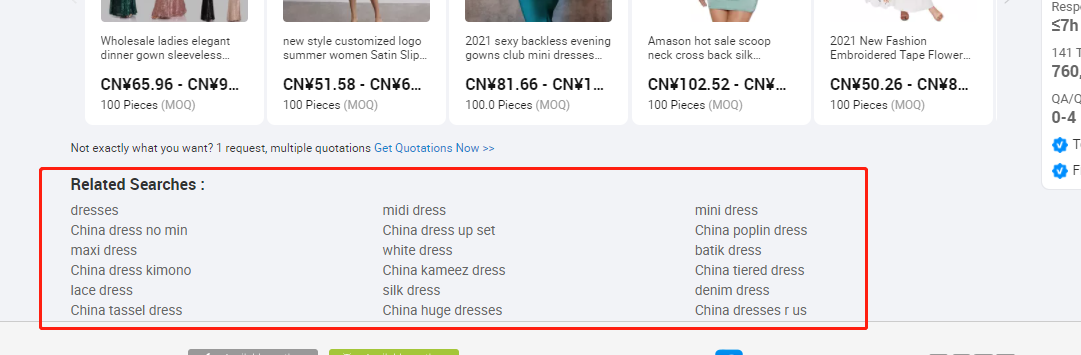 Wholesale ladies elegant
dinner gown sleeveless...
CN¥65.96 - CN¥9...
100 Pieces (MOQ)
new style customized logo
summer women Satin Slip...
CN¥51.58 - CN¥6...
100 Pieces (MOQ)
2021 sexy backless evening
gowns club mini dresses...
CN¥81.66 - CN¥1...
100.0 Pieces (MOQ)
Amason hot sale scoop
neck cross back silk...
CN¥102.52 - CN¥...
100 Pieces (MOQ)
2021 New Fashion
Embroidered Tape Flower...
CN¥50.26 - CN¥8...
100 Pieces (MOQ)
Respo
≤7h
141 T
760,
QA/Q
0-4
Not exactly what you want? 1 request, multiple quotations Get Quotations Now >>
Related Searches :
dresses
midi dress
mini dress
China dress no min
China dress up set
China poplin dress
maxi dress
white dress
batik dress
China dress kimono
China kameez dress
China tiered dress
lace dress
silk dress
denim dress
China tassel dress
China huge dresses
China dresses r us